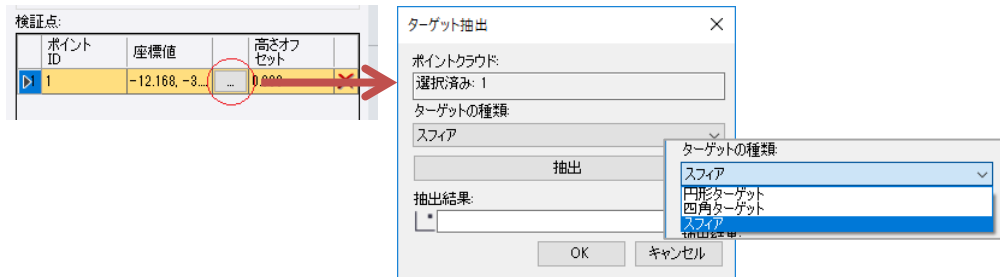 検証点:
ポイント
ID
座標値
高さオフ
セット
1
-12.168, -3...
...
ターゲット抽出
ポイントクラウド:
選択済み: 1
ターゲットの種類:
スフィア
抽出
抽出結果:
OK
キャンセル
ターゲットの種類:
スフィア
円形ターゲット
四角ターゲット
スフィア
抽出結果: